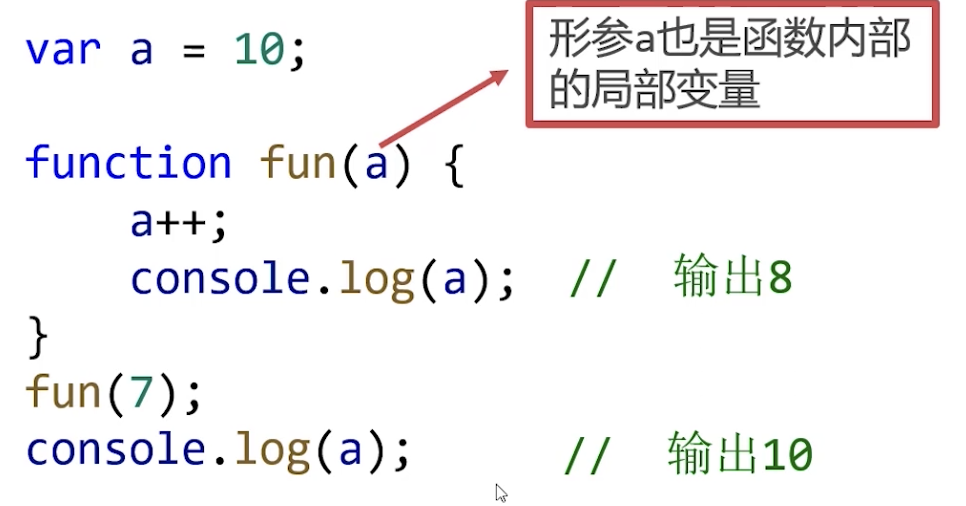 var a = 10;
形参a也是函数内部
的局部变量
function fun(a) {
    a++;
    console.log(a);  //  输出8
}
fun(7);
console.log(a);  //  输出10